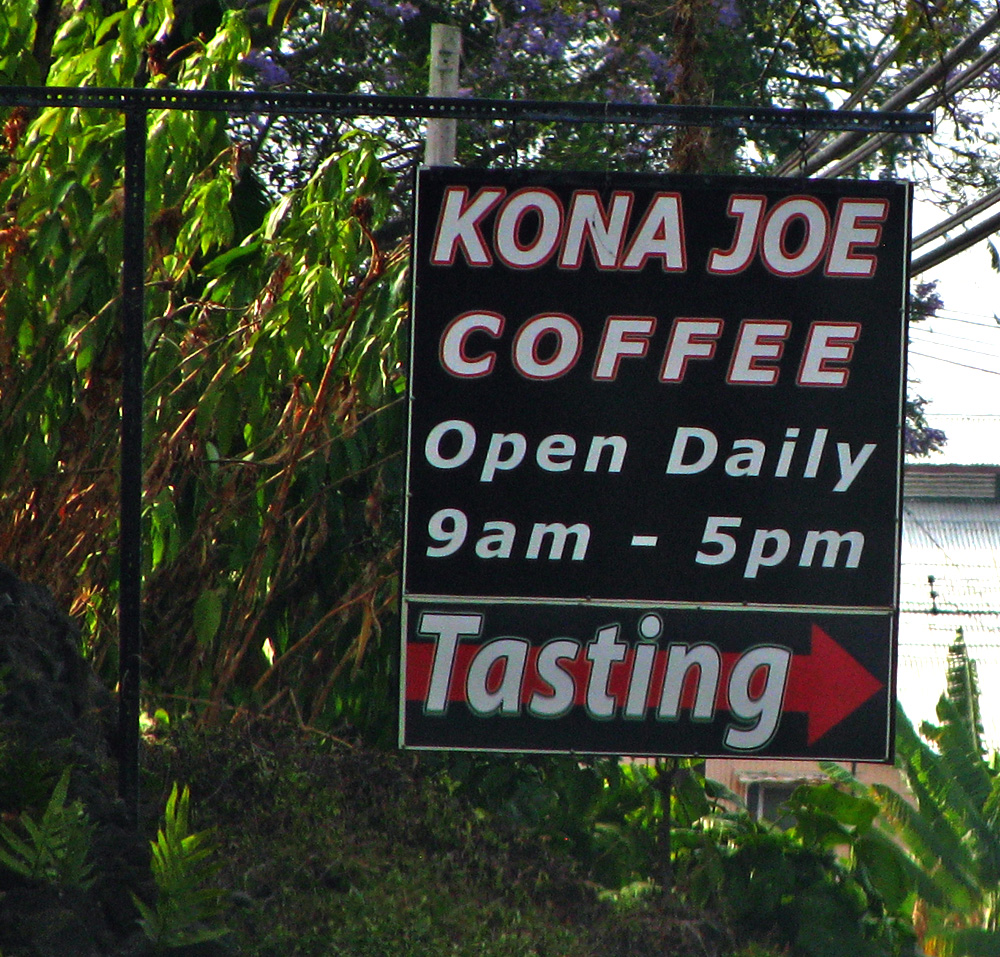 KONA JOE
COFFEE
Open Daily
9am - 5pm
Tasting